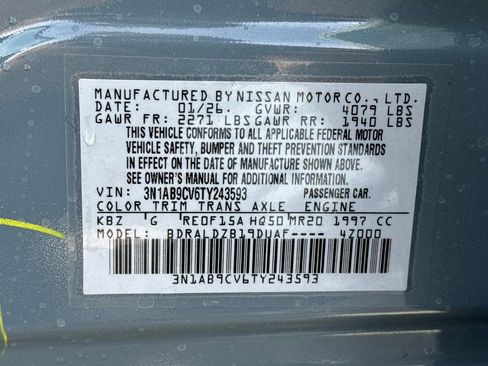 MANUFACTURED BY NISSAN MOTOR CO., LTD.
DATE: 01/26. GVWR: 4079 LBS
GAWR FR: 2271 LBS GAWR RR: 1940 LBS
THIS VEHICLE CONFORMS TO ALL APPLICABLE FEDERAL MOTOR
VEHICLE SAFETY, BUMPER AND THEFT PREVENTION STANDARDS
IN EFFECT ON THE DATE OF MANUFACTURE SHOWN ABOVE.
SEE OWNER'S MANUAL FOR ADDITIONAL INFORMATION.
VIN: 3N1AB9CV6TY243593 PASSENGER CAR.
COLOR TRIM TRANS AXLE ENGINE
KBZ G RE0F15A HQ50 MR20 1997 CC
MODEL: BDRALDZB19DUAF---- 4Z000
3N1AB9CV6TY243593